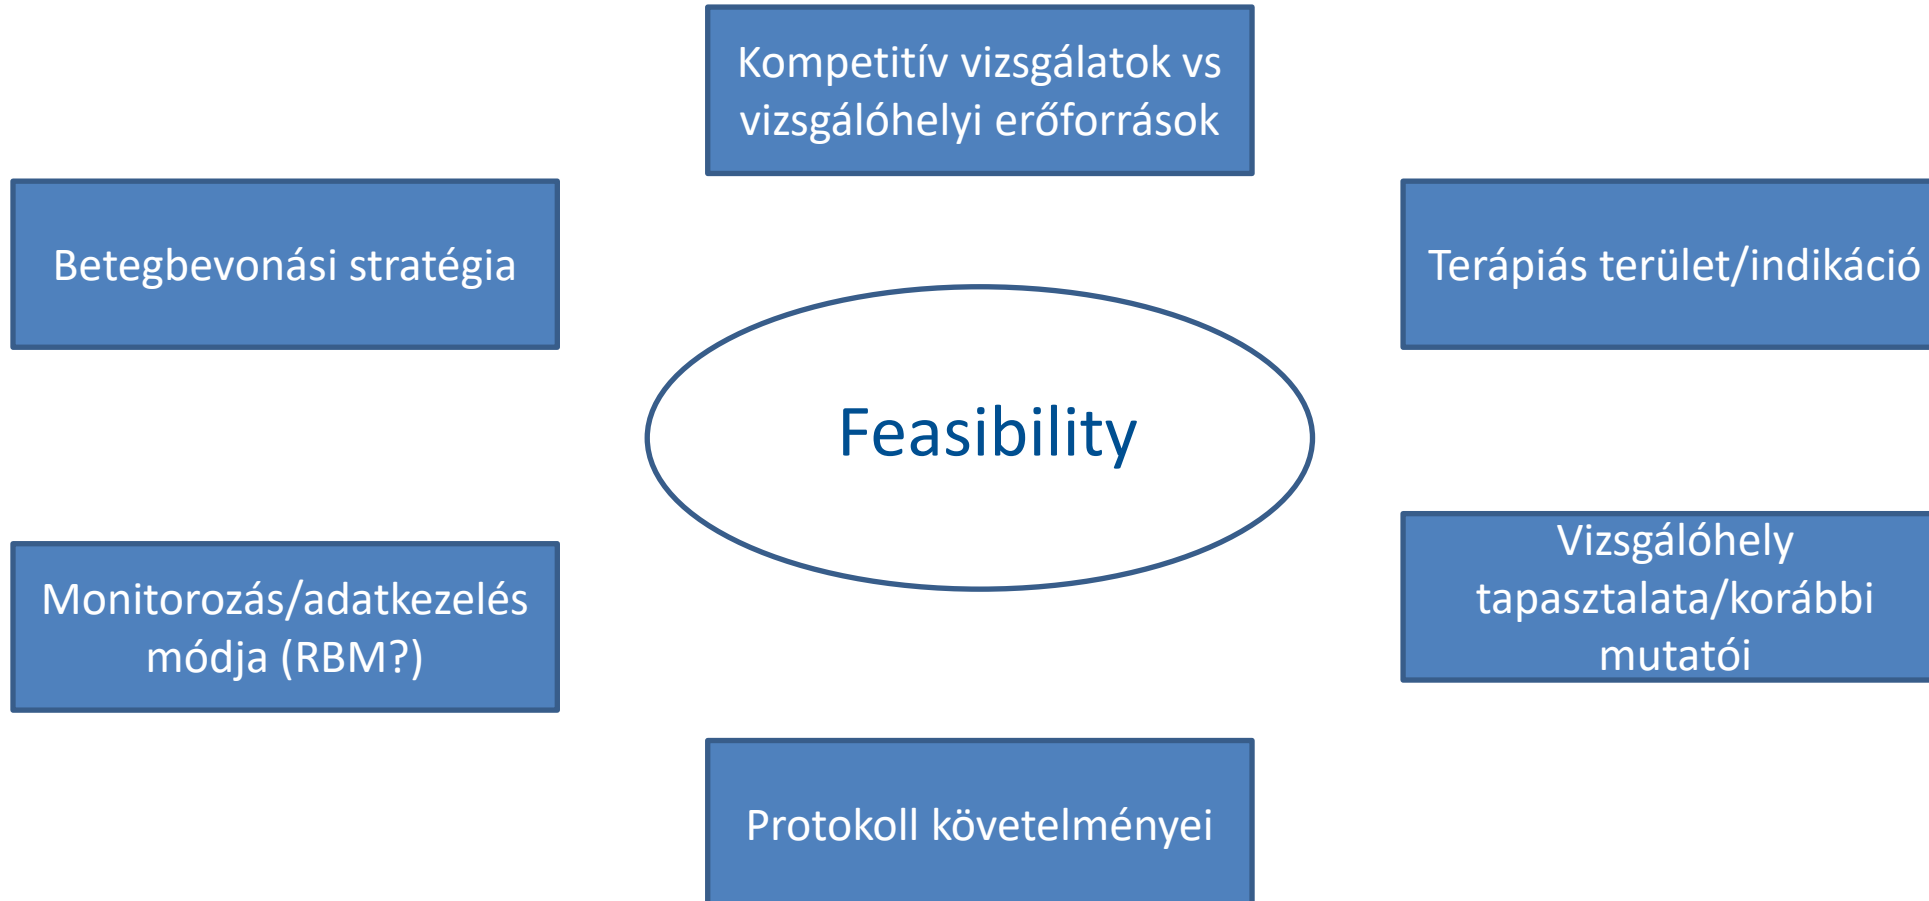 Kompetitív vizsgálatok vs
vizsgálóhelyi erőforrások
Betegbevonási stratégia
Terápiás terület/indikáció
Feasibility
Monitorozás/adatkezelés
módja (RBM?)
Vizsgálóhely
tapasztalata/korábbi
mutatói
Protokoll követelményei